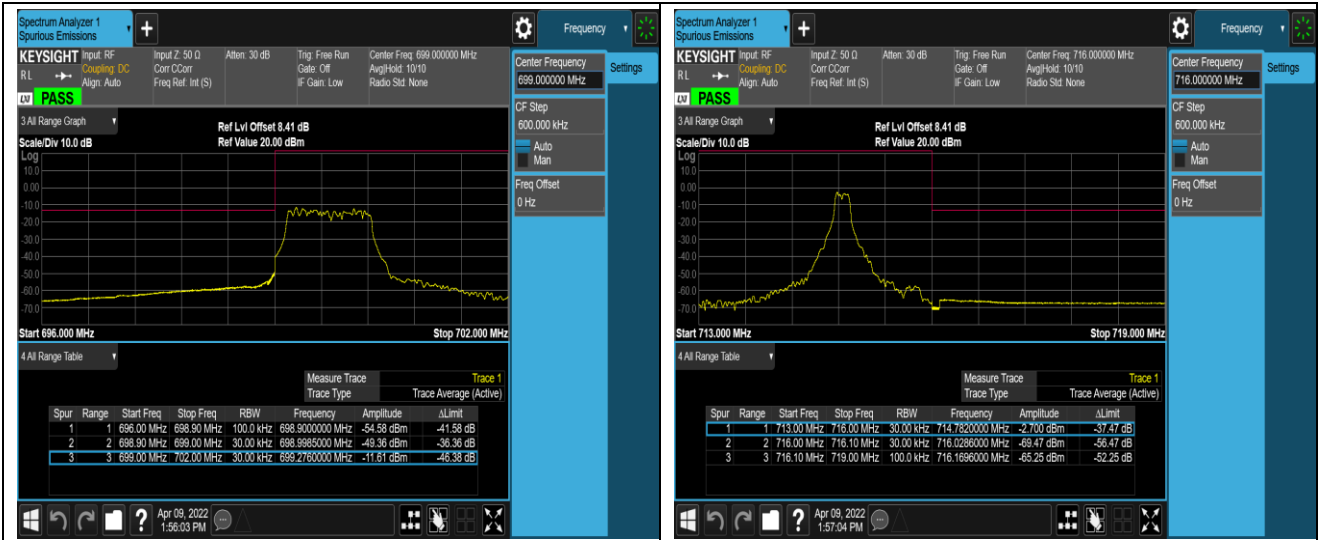 Spectrum Analyzer 1
Spurious Emissions
+
Frequency
KEYSIGHT Input: RF Input Z: 50 Ω Atten: 30 dB Trig: Free Run Center Freq: 699.000000 MHz
Coupling: DC Corr CCorr Gate: Off Avg|Hold: 10/10
R L Align: Auto Freq Ref: Int (S) IF Gain: Low Radio Std: None
LXI PASS
Center Frequency
699.000000 MHz
Settings
CF Step
600.000 kHz
Auto
Man
Freq Offset
0 Hz
3 All Range Graph
Ref Lvl Offset 8.41 dB
Scale/Div 10.0 dB Ref Value 20.00 dBm
Log
10.0
0.00
-10.0
-20.0
-30.0
-40.0
-50.0
-60.0
-70.0
Start 696.000 MHz Stop 702.000 MHz
4 All Range Table
Measure Trace Trace 1
Trace Type Trace Average (Active)
Spur Range Start Freq Stop Freq RBW Frequency Amplitude ΔLimit
1 1 696.00 MHz 698.90 MHz 100.0 kHz 698.9000000 MHz -54.58 dBm -41.58 dB
2 2 698.90 MHz 699.00 MHz 30.00 kHz 698.9985000 MHz -49.36 dBm -36.36 dB
3 3 699.00 MHz 702.00 MHz 30.00 kHz 699.2760000 MHz -11.61 dBm -46.38 dB
? Apr 09, 2022
1:56:03 PM
Spectrum Analyzer 1
Spurious Emissions
+
Frequency
KEYSIGHT Input: RF Input Z: 50 Ω Atten: 30 dB Trig: Free Run Center Freq: 716.000000 MHz
Coupling: DC Corr CCorr Gate: Off Avg|Hold: 10/10
R L Align: Auto Freq Ref: Int (S) IF Gain: Low Radio Std: None
LXI PASS
Center Frequency
716.000000 MHz
Settings
CF Step
600.000 kHz
Auto
Man
Freq Offset
0 Hz
3 All Range Graph
Ref Lvl Offset 8.41 dB
Scale/Div 10.0 dB Ref Value 20.00 dBm
Log
10.0
0.00
-10.0
-20.0
-30.0
-40.0
-50.0
-60.0
-70.0
Start 713.000 MHz Stop 719.000 MHz
4 All Range Table
Measure Trace Trace 1
Trace Type Trace Average (Active)
Spur Range Start Freq Stop Freq RBW Frequency Amplitude ΔLimit
1 1 713.00 MHz 716.00 MHz 30.00 kHz 714.7820000 MHz -2.700 dBm -37.47 dB
2 2 716.00 MHz 716.10 MHz 30.00 kHz 716.0286000 MHz -69.47 dBm -56.47 dB
3 3 716.10 MHz 719.00 MHz 100.0 kHz 716.1696000 MHz -65.25 dBm -52.25 dB
? Apr 09, 2022
1:57:04 PM